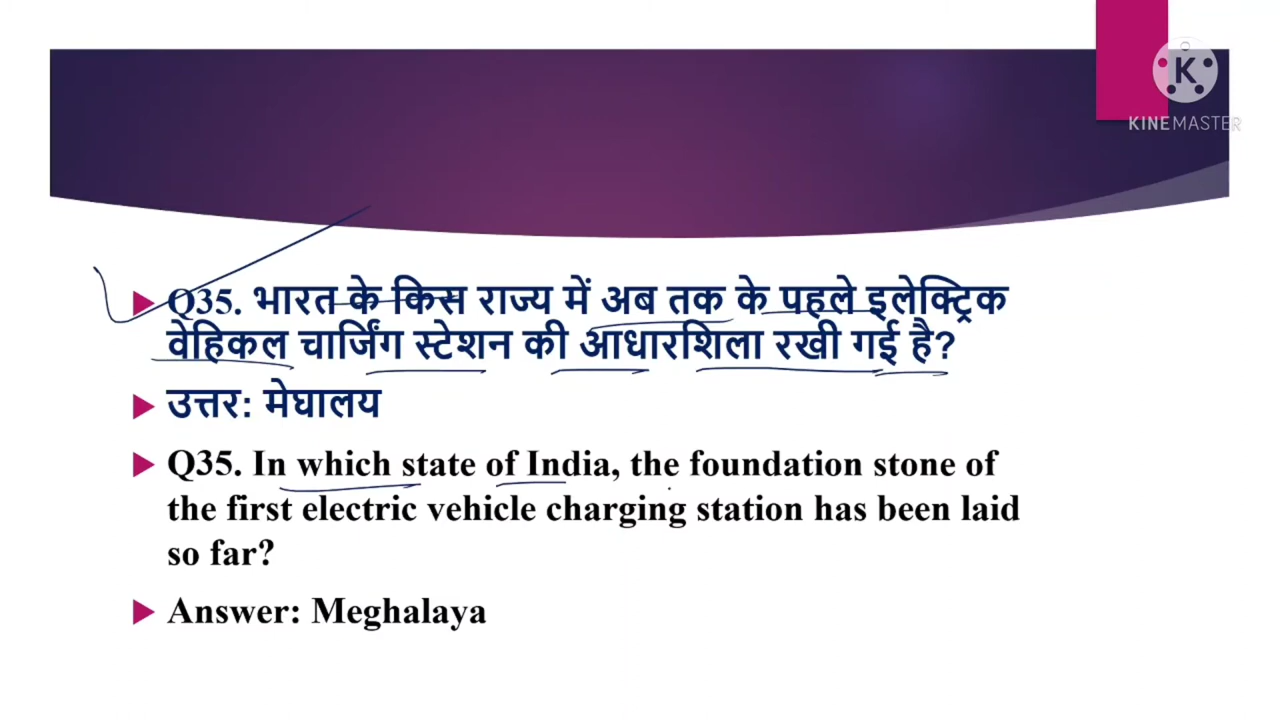 K
KINEMASTER
Q35. भारत के किस राज्य में अब तक के पहले इलेक्ट्रिक
वेहिकल चार्जिंग स्टेशन की आधारशिला रखी गई है?
उत्तर: मेघालय
Q35. In which state of India, the foundation stone of
the first electric vehicle charging station has been laid
so far?
Answer: Meghalaya